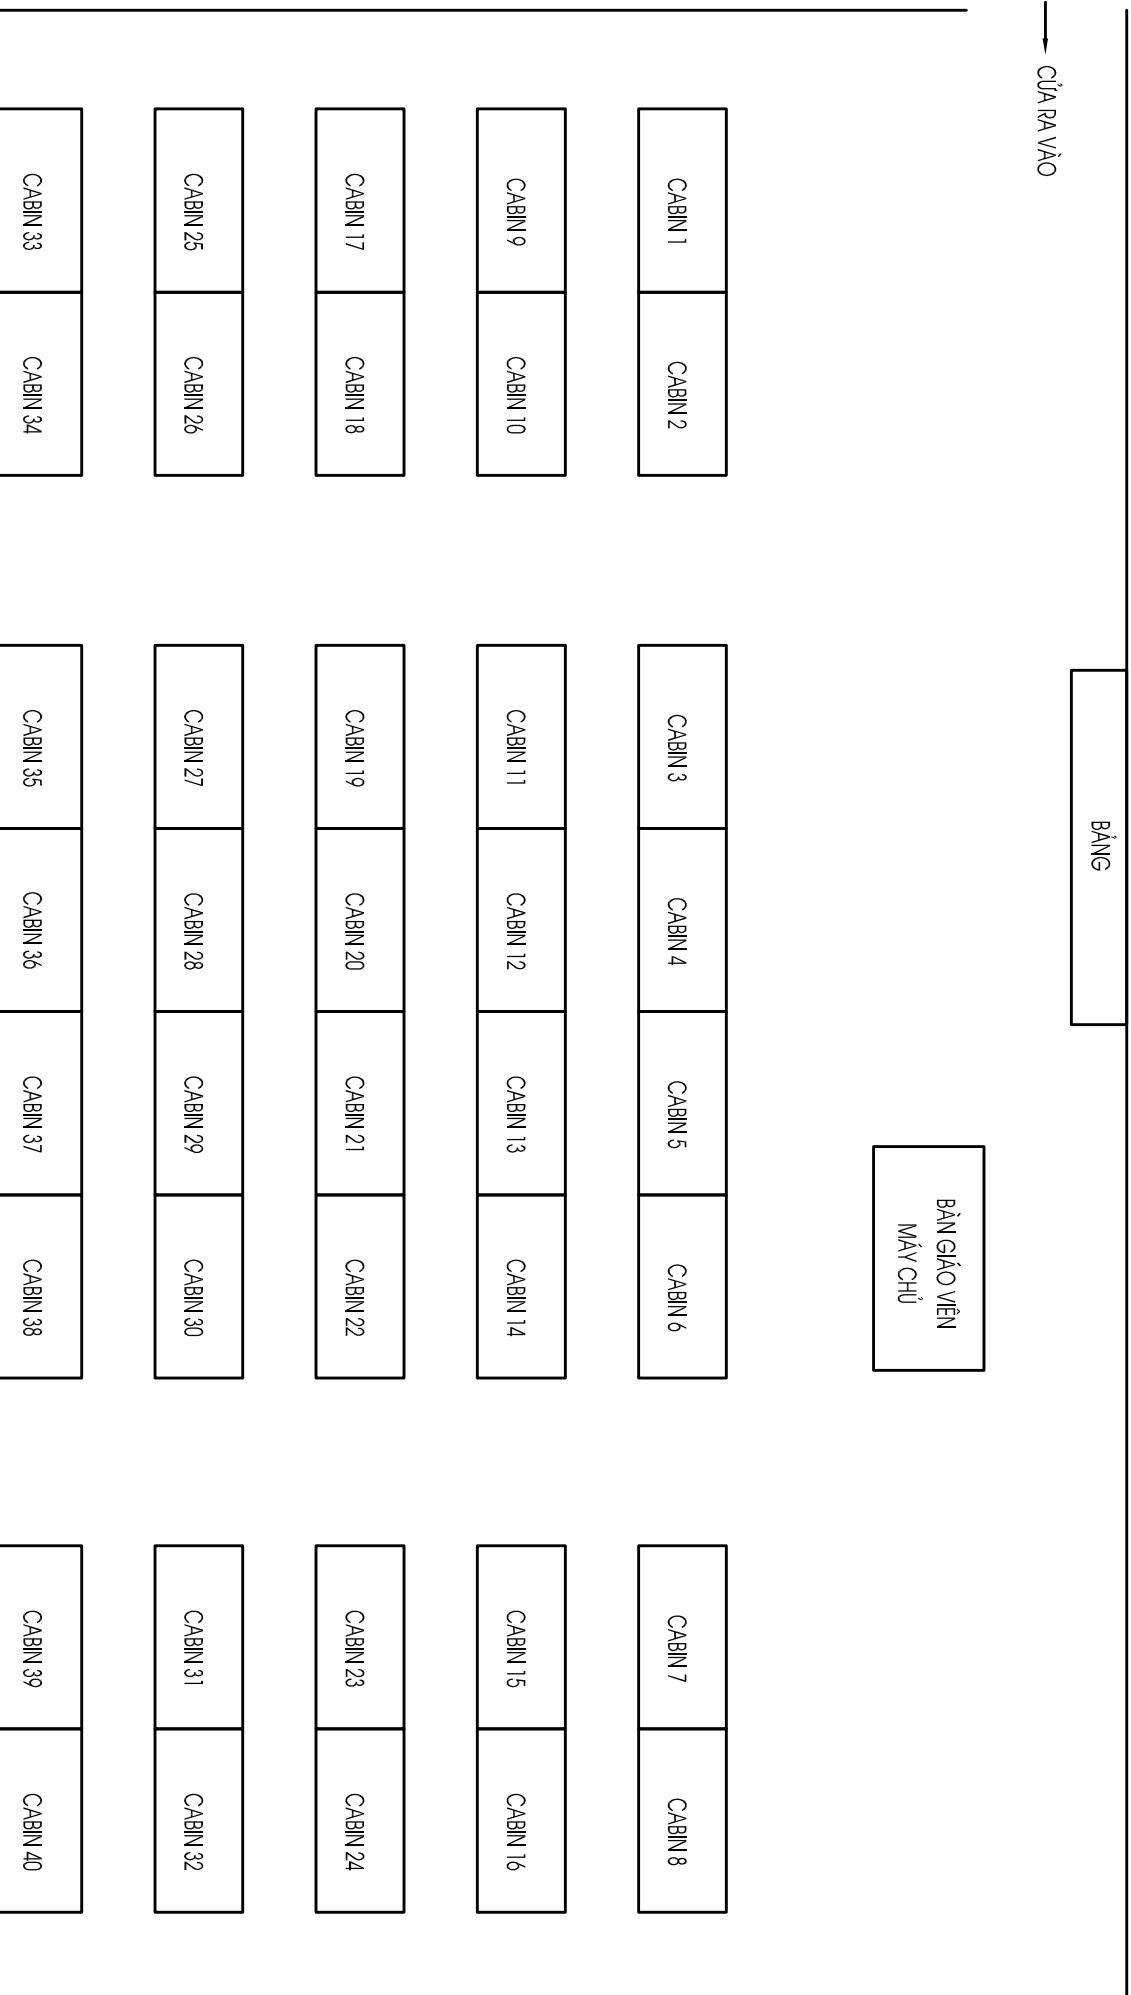 CỬA RA VÀO
BẢNG
BÀN GIÁO VIÊN
MÁY CHỦ
CABIN 1
CABIN 2
CABIN 3
CABIN 4
CABIN 5
CABIN 6
CABIN 7
CABIN 8
CABIN 9
CABIN 10
CABIN 11
CABIN 12
CABIN 13
CABIN 14
CABIN 15
CABIN 16
CABIN 17
CABIN 18
CABIN 19
CABIN 20
CABIN 21
CABIN 22
CABIN 23
CABIN 24
CABIN 25
CABIN 26
CABIN 27
CABIN 28
CABIN 29
CABIN 30
CABIN 31
CABIN 32
CABIN 33
CABIN 34
CABIN 35
CABIN 36
CABIN 37
CABIN 38
CABIN 39
CABIN 40